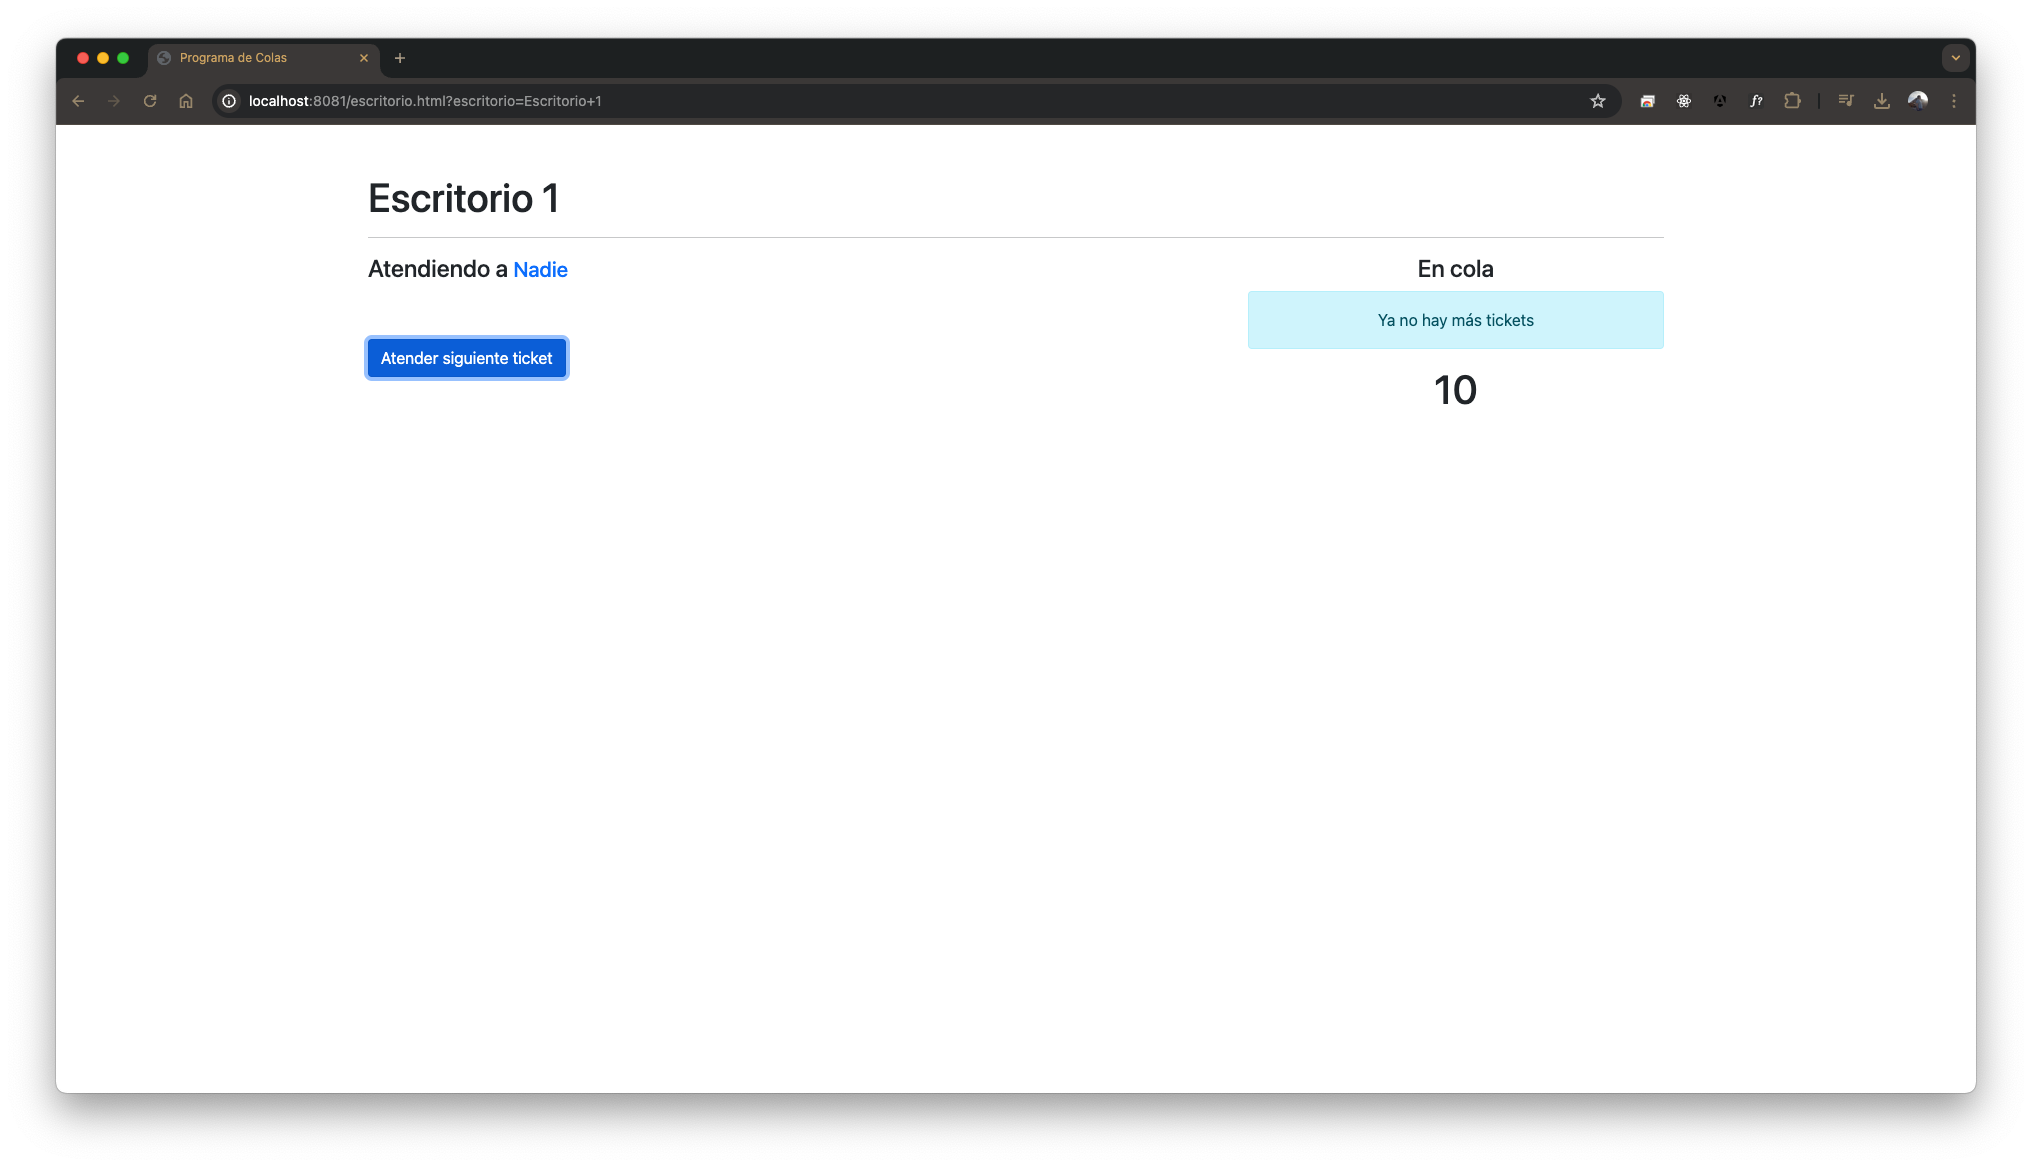 Programa de Colas
localhost:8081/escritorio.html?escritorio=Escritorio+1
f?
Escritorio 1
Atendiendo a Nadie
Atender siguiente ticket
En cola
Ya no hay más tickets
10